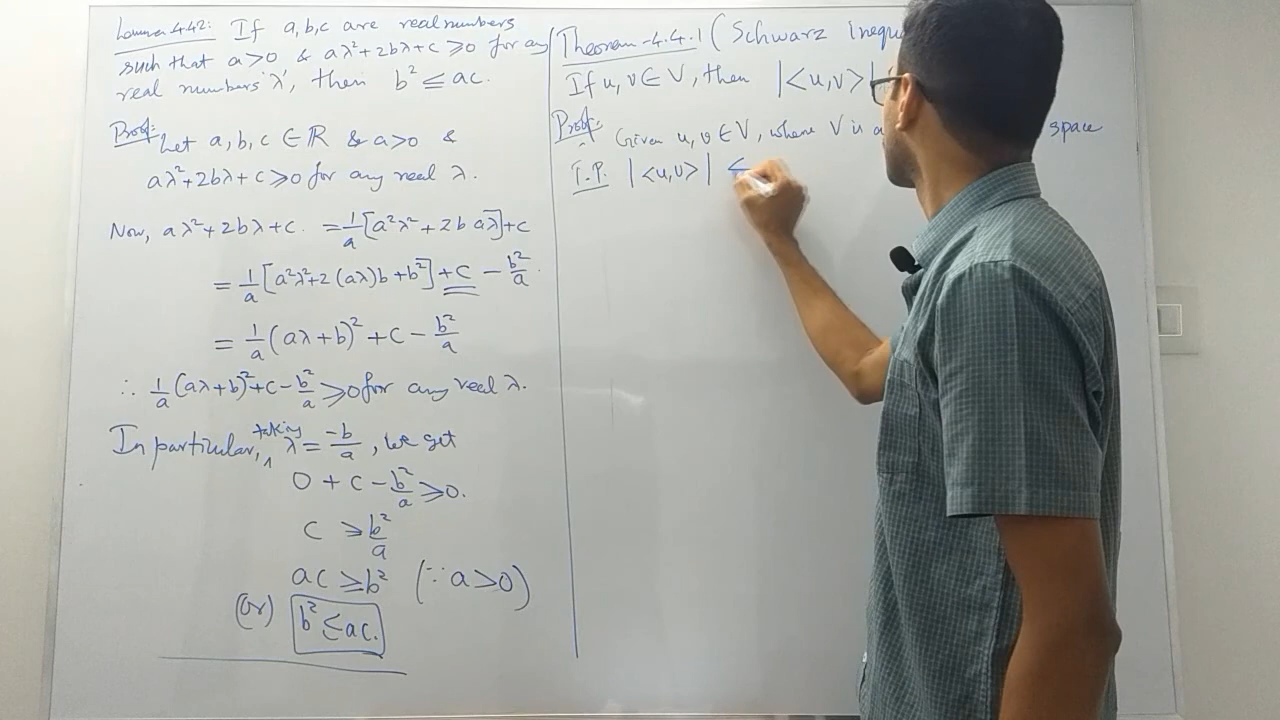 Lemma 4.4.2: If a, b, c are real numbers
such that a>0 & aλ²+2bλ+c ≥0 for any
real numbers 'λ', then b² ≤ ac.
Proof: Let a, b, c ∈ ℝ & a>0 &
aλ²+2bλ+c ≥0 for any real λ.
Now, aλ²+2bλ+c. = 1/a [a²λ² + 2b aλ] + c
= 1/a [a²λ²+2(aλ)b+b²] + c - b²/a.
= 1/a (aλ+b)² + c - b²/a
∴ 1/a (aλ+b)²+c - b²/a ≥0 for any real λ.
In particular, taking λ = -b/a, we get
0 + c - b²/a ≥0.
c ≥ b²/a
ac ≥ b² (∵ a>0)
(or) b² ≤ ac.
Theorem-4.4.1 (Schwarz Inequ
If u, v ∈ V, then |<u,v>|
Proof: Given u, v ∈ V, where V is a space
T.P. |<u,v>| ≤